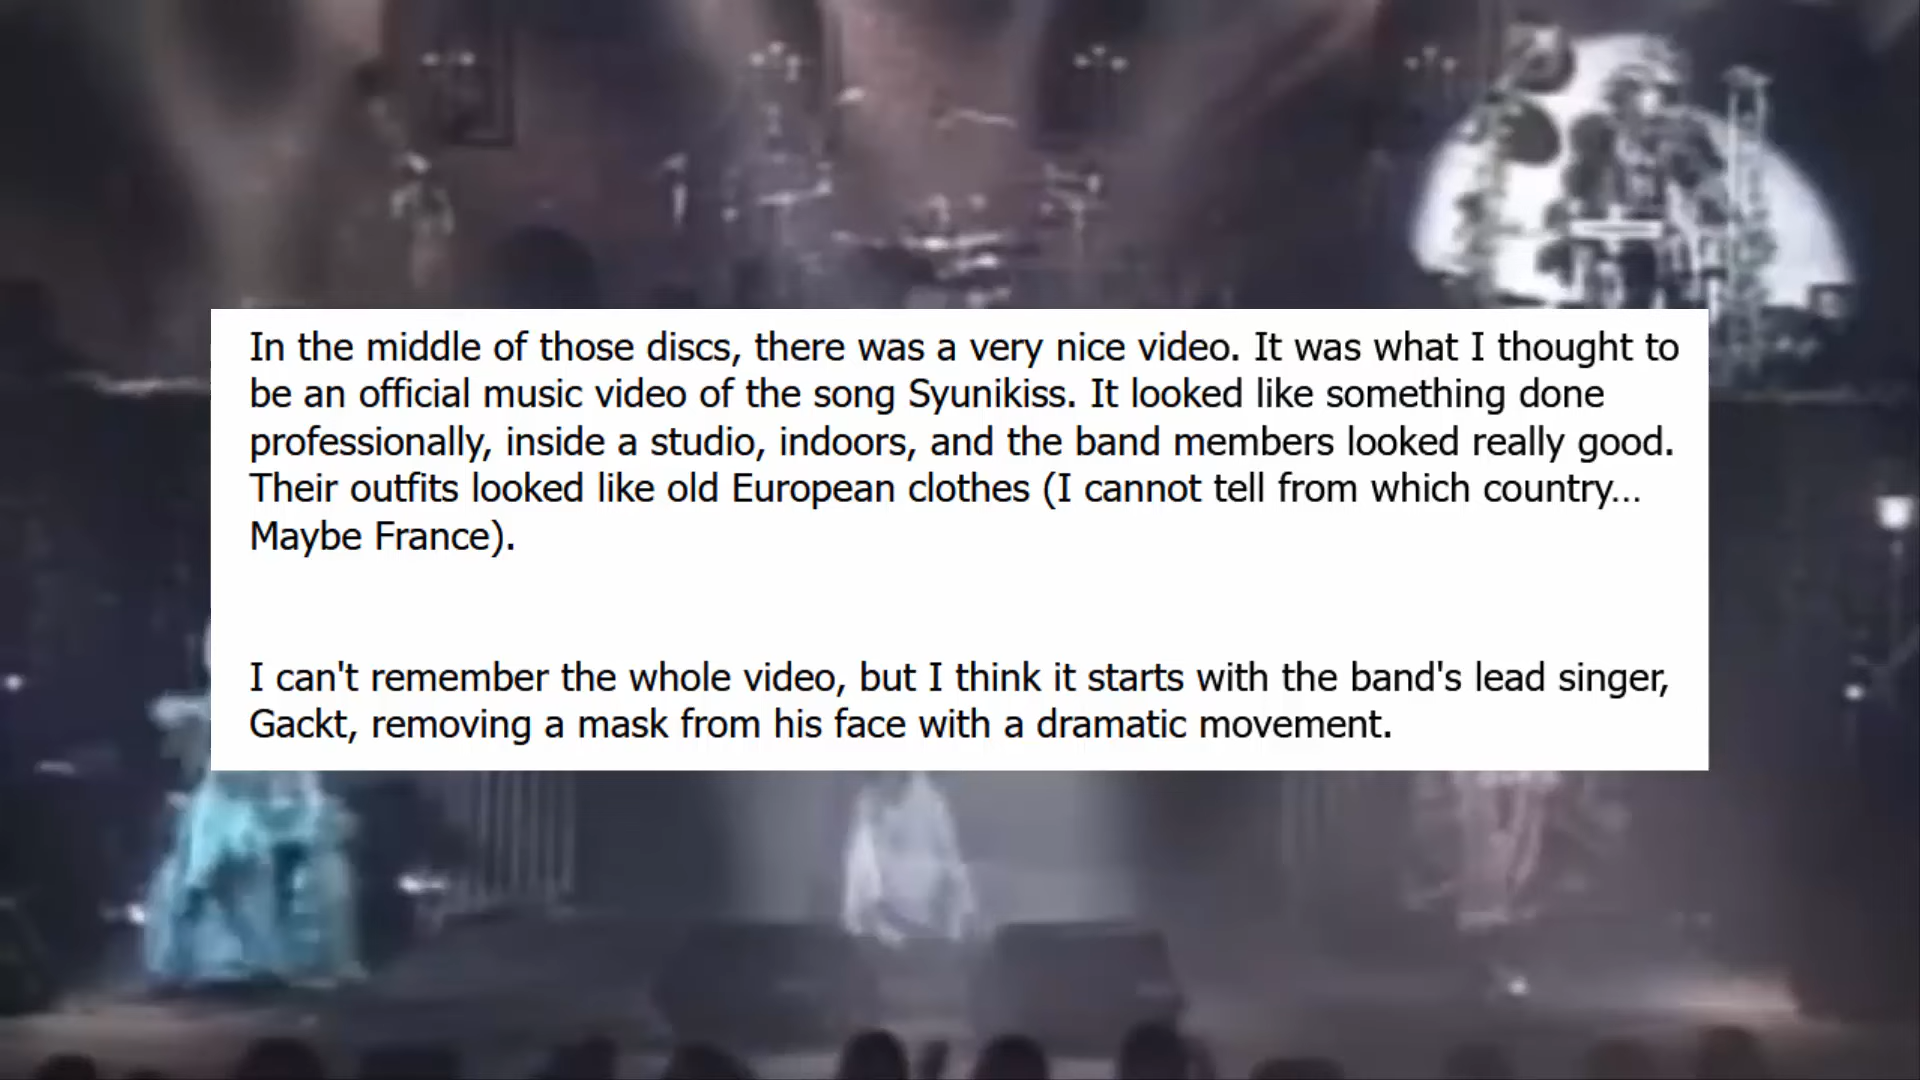 In the middle of those discs, there was a very nice video. It was what I thought to
be an official music video of the song Syunikiss. It looked like something done
professionally, inside a studio, indoors, and the band members looked really good.
Their outfits looked like old European clothes (I cannot tell from which country...
Maybe France).
I can't remember the whole video, but I think it starts with the band's lead singer,
Gackt, removing a mask from his face with a dramatic movement.